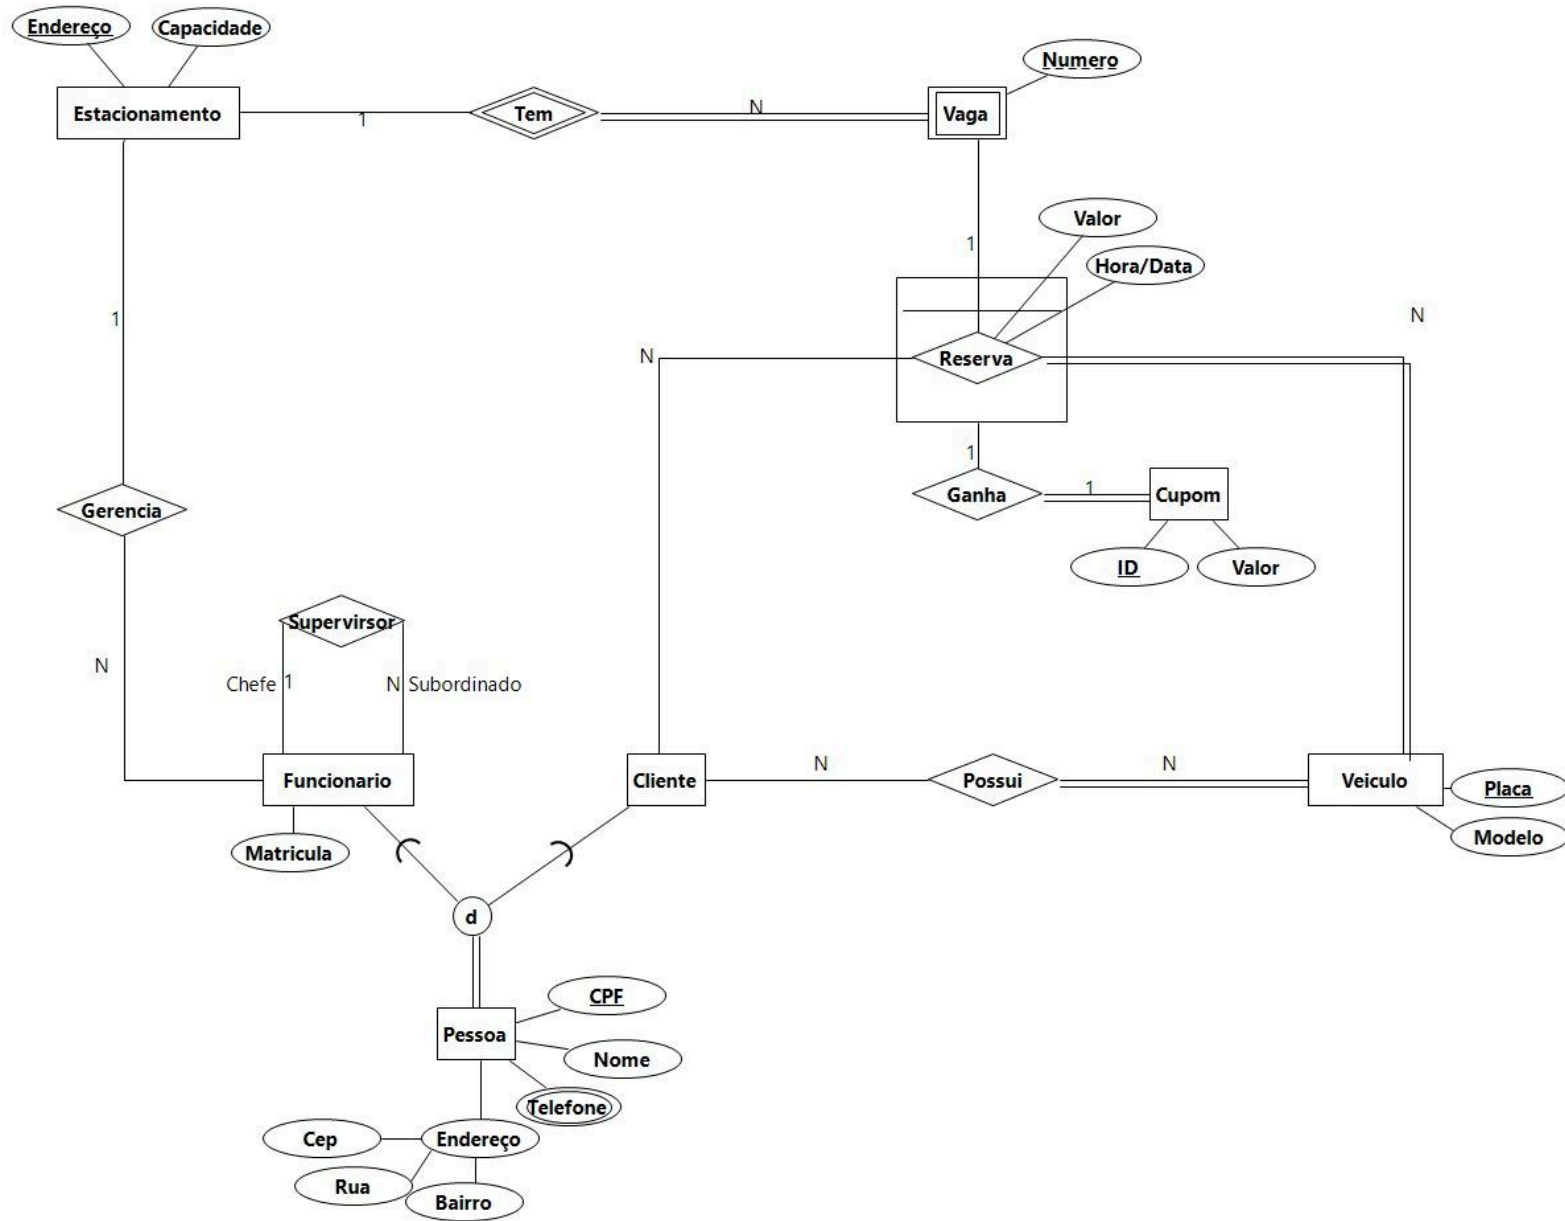 Endereço
Capacidade
Numero
Estacionamento
1
Tem
N
Vaga
Valor
1
Hora/Data
1
N
N
Reserva
1
Ganha
1
Cupom
Gerencia
ID
Valor
Supervirsor
N
Chefe
1
N
Subordinado
Funcionario
Cliente
N
Possui
N
Veiculo
Placa
Modelo
Matricula
d
CPF
Pessoa
Nome
Telefone
Cep
Endereço
Rua
Bairro